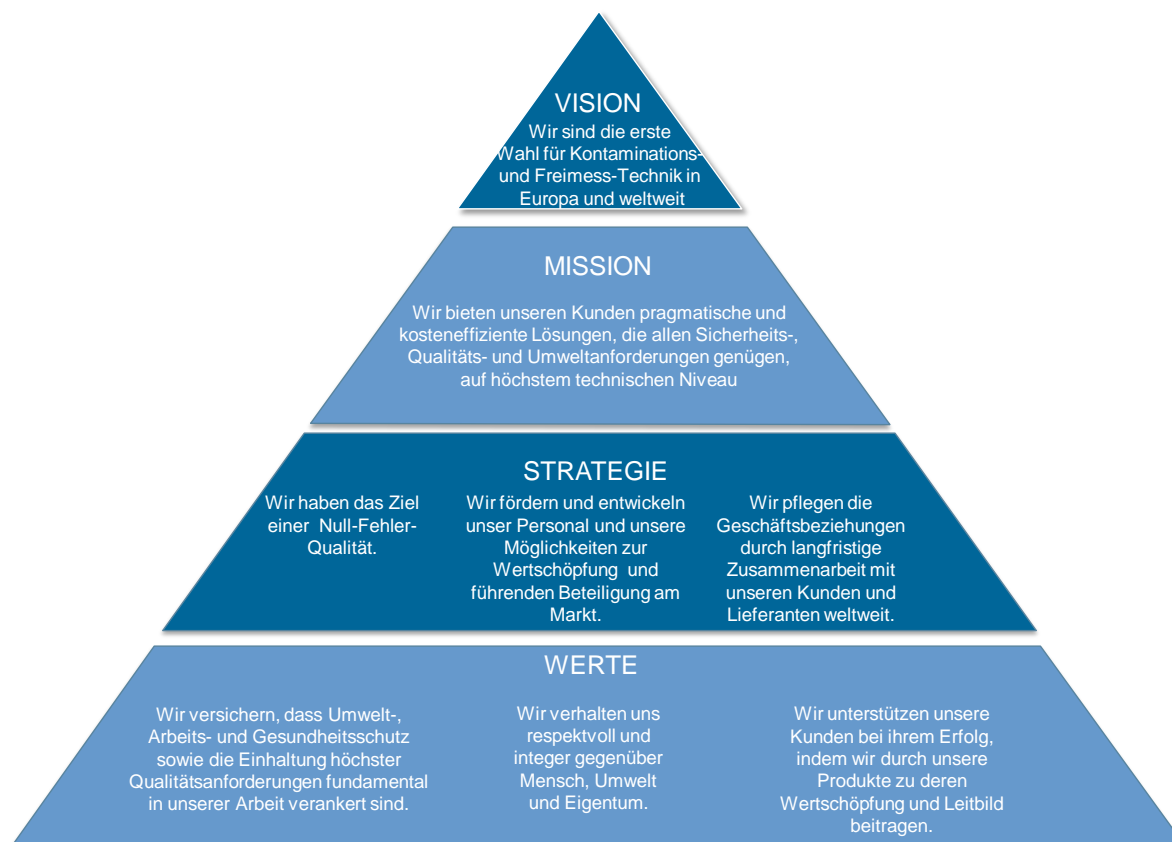 VISION
Wir sind die erste
Wahl für Kontaminations-
und Freimess-Technik in
Europa und weltweit
MISSION
Wir bieten unseren Kunden pragmatische und
kosteneffiziente Lösungen, die allen Sicherheits-,
Qualitäts- und Umweltanforderungen genügen,
auf höchstem technischen Niveau
STRATEGIE
Wir haben das Ziel
einer Null-Fehler-
Qualität.
Wir fördern und entwickeln
unser Personal und unsere
Möglichkeiten zur
Wertschöpfung und
führenden Beteiligung am
Markt.
Wir pflegen die
Geschäftsbeziehungen
durch langfristige
Zusammenarbeit mit
unseren Kunden und
Lieferanten weltweit.
WERTE
Wir versichern, dass Umwelt-,
Arbeits- und Gesundheitsschutz
sowie die Einhaltung höchster
Qualitätsanforderungen fundamental
in unserer Arbeit verankert sind.
Wir verhalten uns
respektvoll und
integer gegenüber
Mensch, Umwelt
und Eigentum.
Wir unterstützen unsere
Kunden bei ihrem Erfolg,
indem wir durch unsere
Produkte zu deren
Wertschöpfung und Leitbild
beitragen.